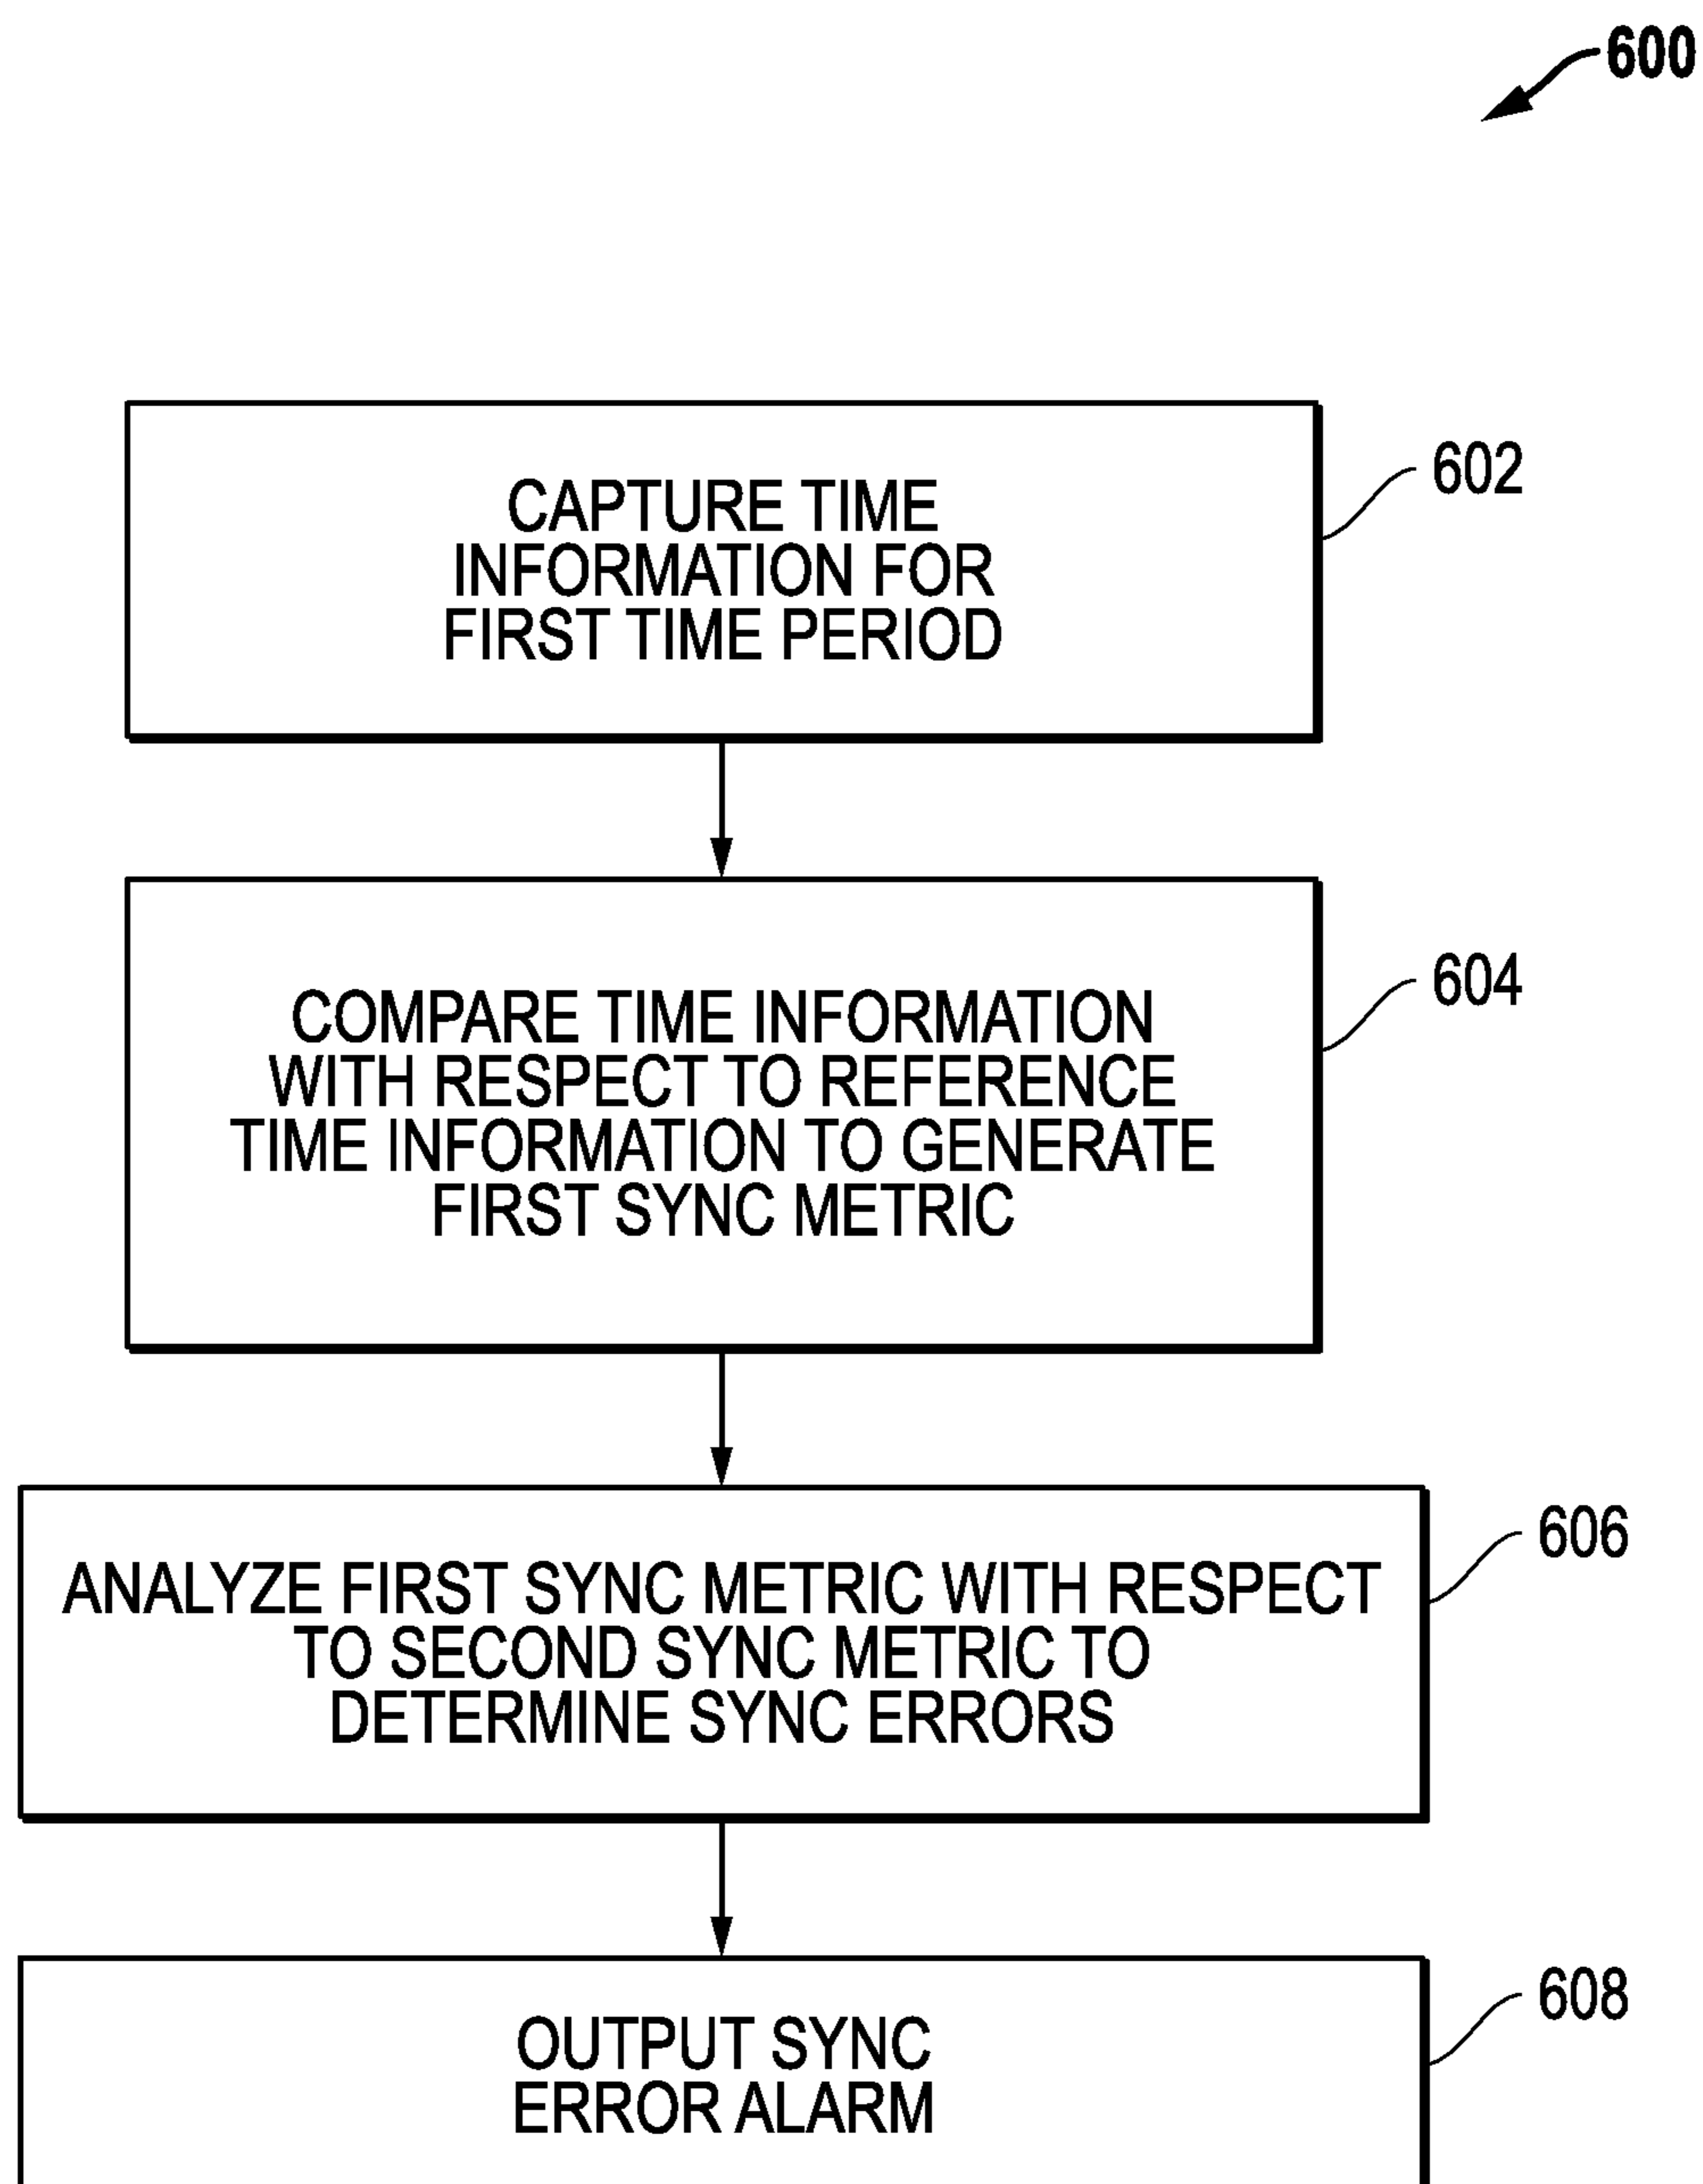 600
CAPTURE TIME
INFORMATION FOR
FIRST TIME PERIOD
602
COMPARE TIME INFORMATION
WITH RESPECT TO REFERENCE
TIME INFORMATION TO GENERATE
FIRST SYNC METRIC
604
ANALYZE FIRST SYNC METRIC WITH RESPECT
TO SECOND SYNC METRIC TO
DETERMINE SYNC ERRORS
606
OUTPUT SYNC
ERROR ALARM
608